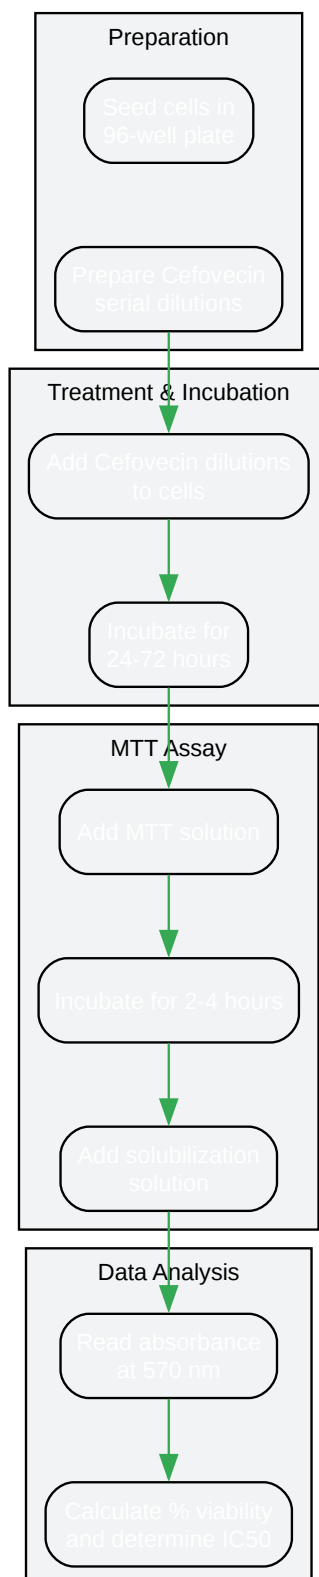 Preparation
Seed cells in
96-well plate
Prepare Cefovecin
serial dilutions
Treatment & Incubation
Add Cefovecin dilutions
to cells
Incubate for
24-72 hours
MTT Assay
Add MTT solution
Incubate for 2-4 hours
Add solubilization
solution
Data Analysis
Read absorbance
at 570 nm
Calculate % viability
and determine IC50